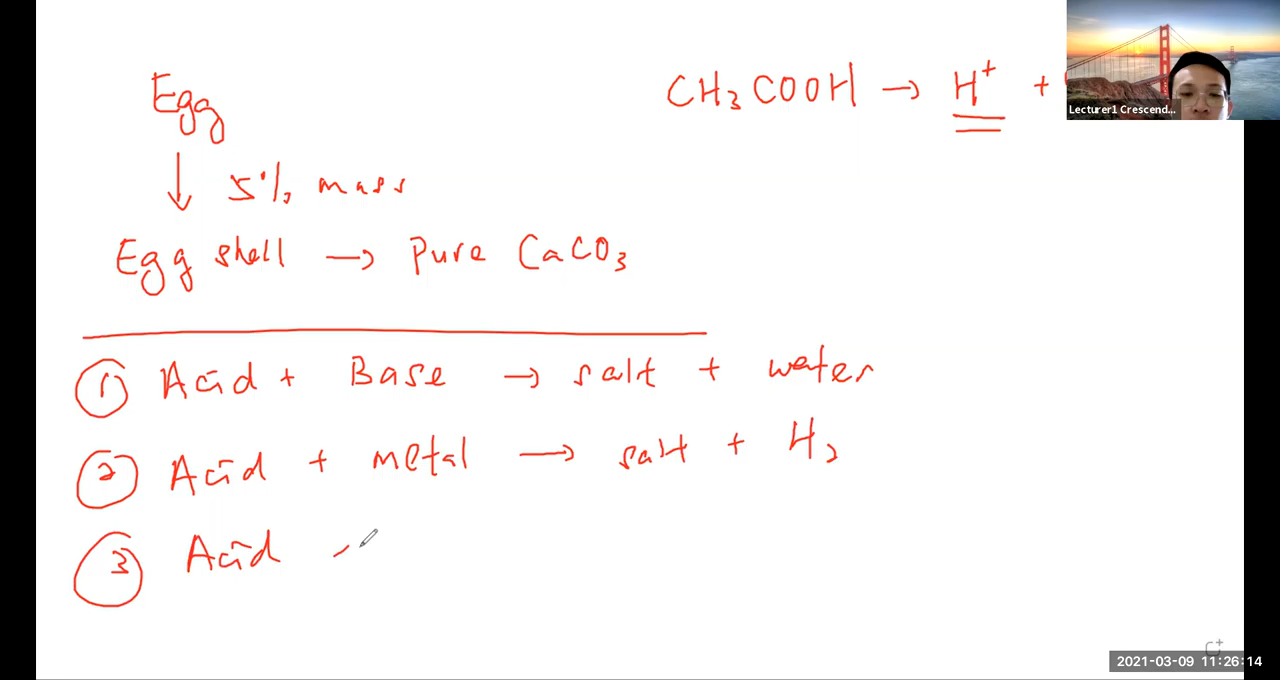 Egg
CH3COOH → H+ +
Lecturer1 Crescend...
↓ 5% mass
Egg shell → Pure CaCO3
① Acid + Base → salt + water
② Acid + metal → salt + H2
③ Acid
2021-03-09 11:26:14